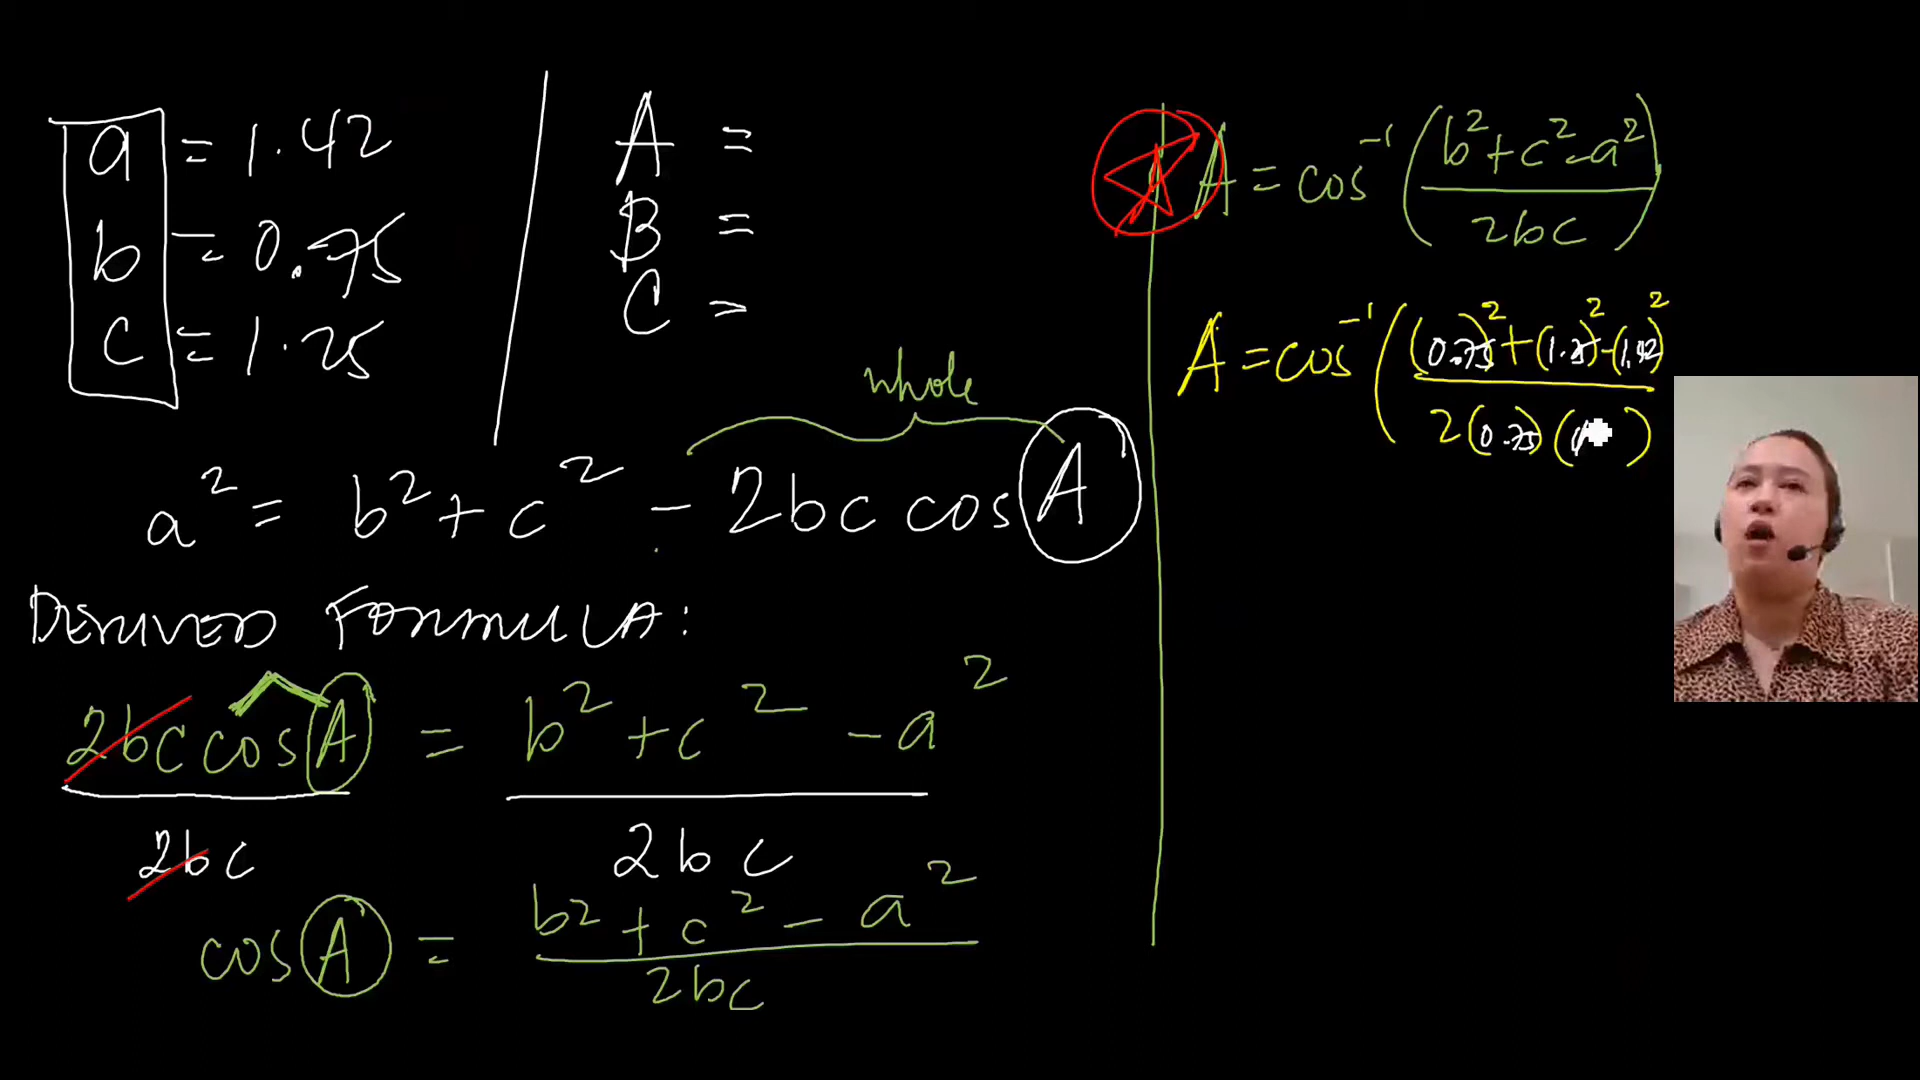 a = 1.42
b = 0.75
c = 1.25
A =
B =
C =
whole
a² = b² + c² - 2bc cos A
DERIVED FORMULA:
2bc cos A = b² + c² - a²
2bc 2bc
cos A = b² + c² - a²
2bc
A = cos⁻¹ (b² + c² - a²)
2bc
A = cos⁻¹ ((0.75)² + (1.25)² - (1.42)²
2(0.75)( )